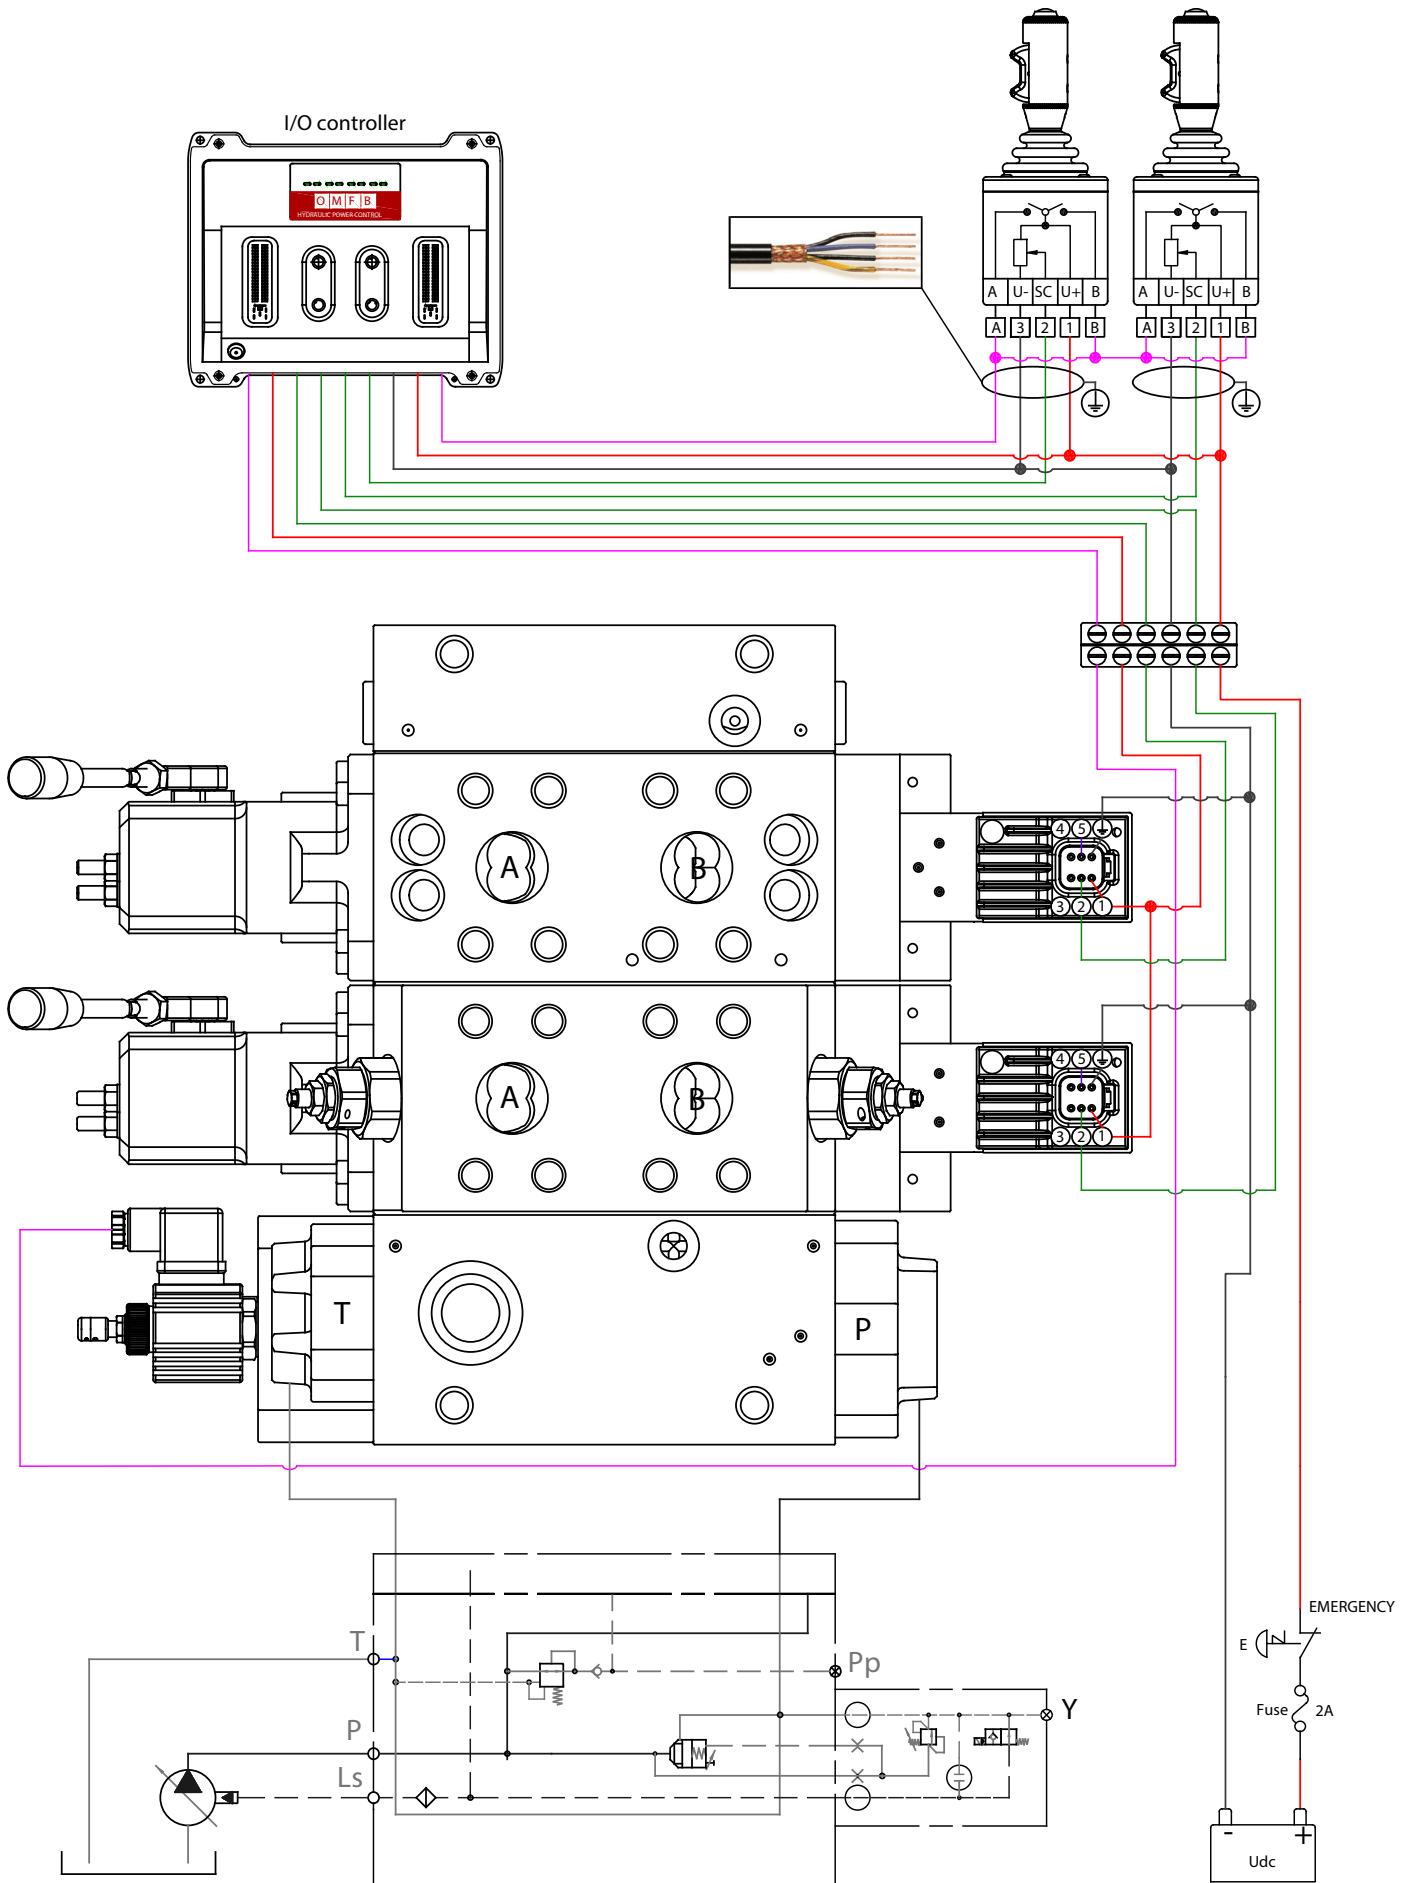 I/O controller
O M F B
HYDRAULIC POWER CONTROL
A U- SC U+ B
A U- SC U+ B
A 3 2 1 B
A 3 2 1 B
4 5
A B
3 2 1
4 5
A B
3 2 1
T P
EMERGENCY
E
T
Pp
Y
Fuse 2A
P
Ls
- +
Udc